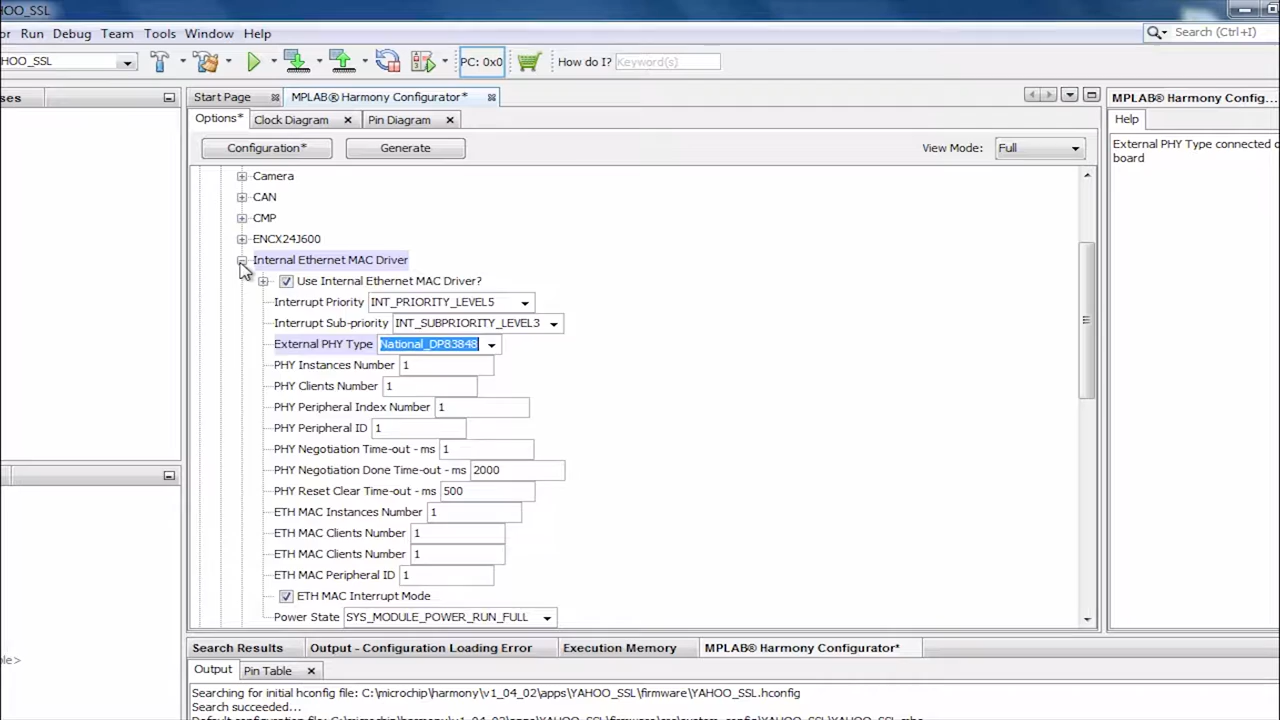 AHOO_SSL
or Run Debug Team Tools Window Help Search (Ctrl+I)
HOO_SSL PC: 0x0 How do I? Keyword(s)
ses Start Page MPLAB® Harmony Configurator* MPLAB® Harmony Config...
Options* Clock Diagram Pin Diagram Help
Configuration* Generate View Mode: Full External PHY Type connected
board
Camera
CAN
CMP
ENCX24J600
Internal Ethernet MAC Driver
Use Internal Ethernet MAC Driver?
Interrupt Priority INT_PRIORITY_LEVEL5
Interrupt Sub-priority INT_SUBPRIORITY_LEVEL3
External PHY Type National_DP83848
PHY Instances Number 1
PHY Clients Number 1
PHY Peripheral Index Number 1
PHY Peripheral ID 1
PHY Negotiation Time-out - ms 1
PHY Negotiation Done Time-out - ms 2000
PHY Reset Clear Time-out - ms 500
ETH MAC Instances Number 1
ETH MAC Clients Number 1
ETH MAC Clients Number 1
ETH MAC Peripheral ID 1
ETH MAC Interrupt Mode
Power State SYS_MODULE_POWER_RUN_FULL
Search Results Output - Configuration Loading Error Execution Memory MPLAB® Harmony Configurator*
le> Output Pin Table
Searching for initial hconfig file: C:\microchip\harmony\v1_04_02\apps\YAHOO_SSL\firmware\YAHOO_SSL.hconfig
Search succeeded...